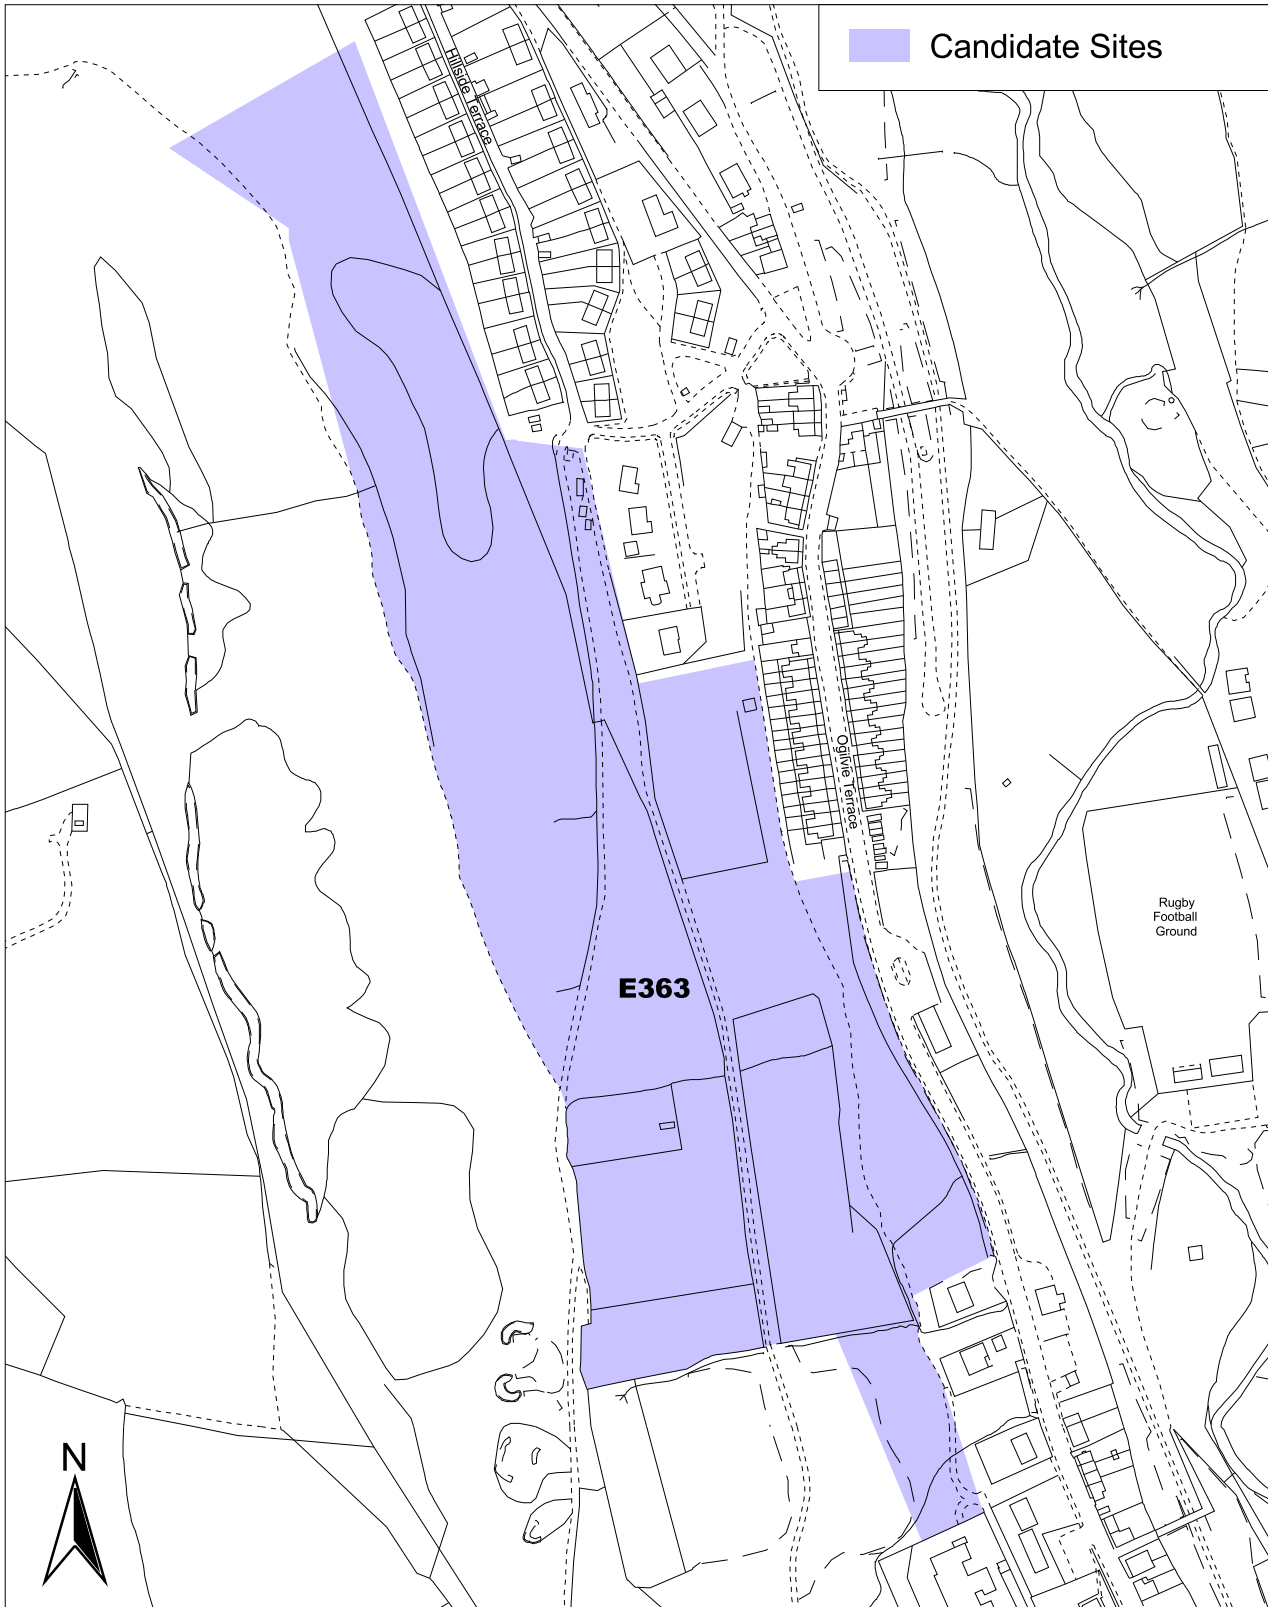 Candidate Sites
Hillside Terrace
Ogilvie Terrace
Rugby
Football
Ground
E363
N